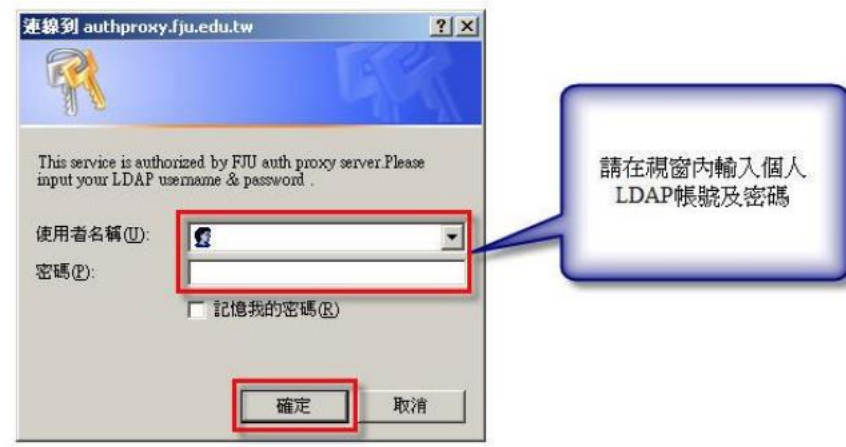 連線到 authproxy.fju.edu.tw
This service is authorized by FJU auth proxy server.Please
input your LDAP username & password .
使用者名稱(U):
密碼(P):
記憶我的密碼(R)
確定
取消
請在視窗內輸入個人
LDAP帳號及密碼